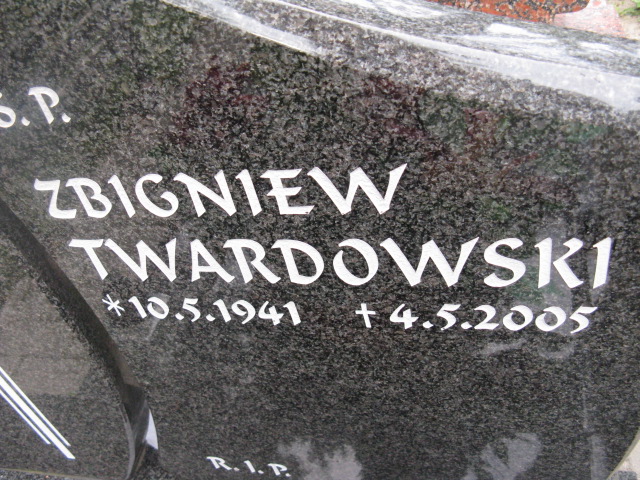 Ś.P.
ZBIGNIEW
TWARDOWSKI
*10.5.1941 †4.5.2005
R.I.P.